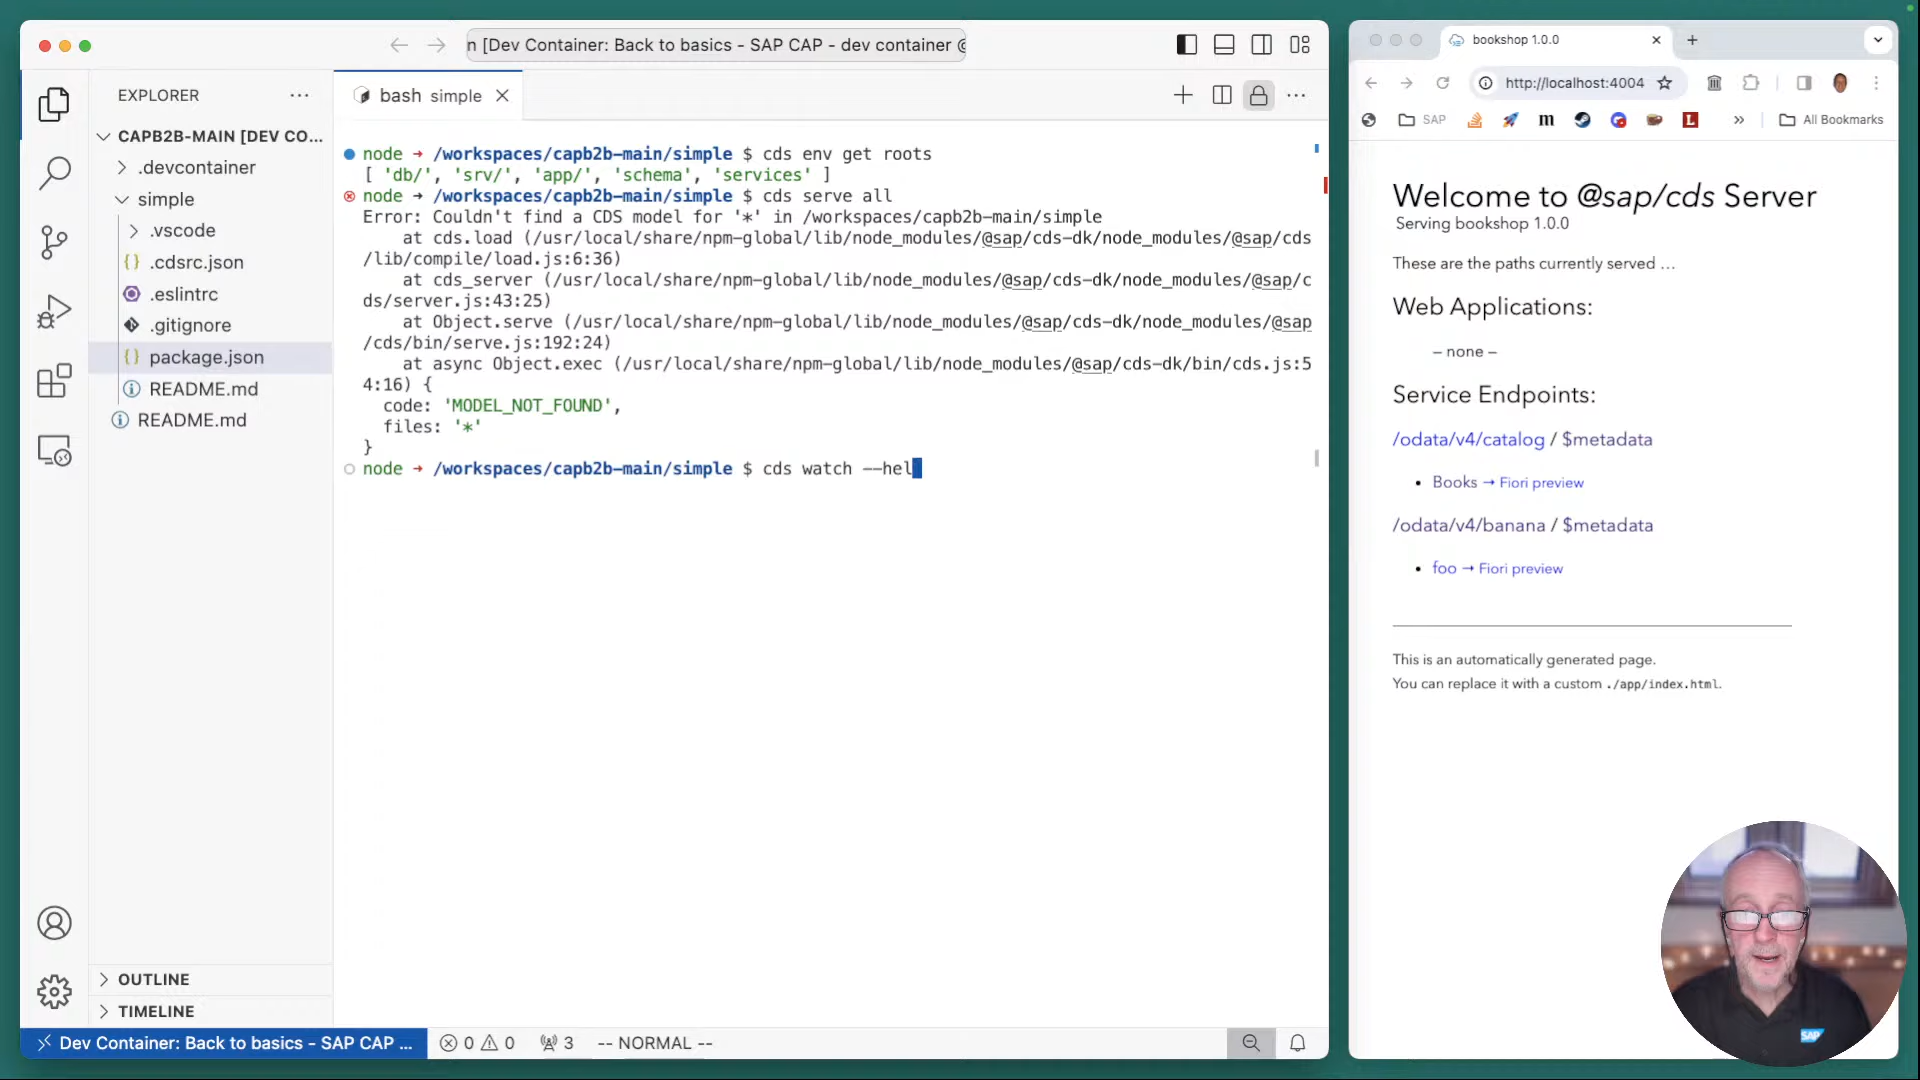 n [Dev Container: Back to basics - SAP CAP - dev container @
EXPLORER
CAPB2B-MAIN [DEV CO...
.devcontainer
simple
.vscode
{} .cdsrc.json
.eslintrc
.gitignore
{} package.json
README.md
README.md
OUTLINE
TIMELINE
bash simple
node → /workspaces/capb2b-main/simple $ cds env get roots
[ 'db/', 'srv/', 'app/', 'schema', 'services' ]
node → /workspaces/capb2b-main/simple $ cds serve all
Error: Couldn't find a CDS model for '*' in /workspaces/capb2b-main/simple
at cds.load (/usr/local/share/npm-global/lib/node_modules/@sap/cds-dk/node_modules/@sap/cds
/lib/compile/load.js:6:36)
at cds_server (/usr/local/share/npm-global/lib/node_modules/@sap/cds-dk/node_modules/@sap/c
ds/server.js:43:25)
at Object.serve (/usr/local/share/npm-global/lib/node_modules/@sap/cds-dk/node_modules/@sap
/cds/bin/serve.js:192:24)
at async Object.exec (/usr/local/share/npm-global/lib/node_modules/@sap/cds-dk/bin/cds.js:5
4:16) {
code: 'MODEL_NOT_FOUND',
files: '*'
}
node → /workspaces/capb2b-main/simple $ cds watch --hel
Dev Container: Back to basics - SAP CAP ... 0 0 3 -- NORMAL --
bookshop 1.0.0
http://localhost:4004
SAP m L » All Bookmarks
Welcome to @sap/cds Server
Serving bookshop 1.0.0
These are the paths currently served …
Web Applications:
– none –
Service Endpoints:
/odata/v4/catalog / $metadata
• Books → Fiori preview
/odata/v4/banana / $metadata
• foo → Fiori preview
This is an automatically generated page.
You can replace it with a custom ./app/index.html.
SAP